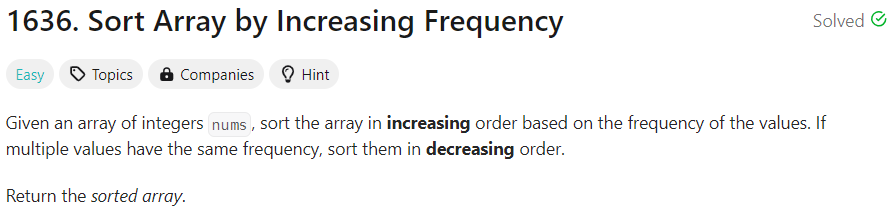 1636. Sort Array by Increasing Frequency
Solved
Easy Topics Companies Hint
Given an array of integers nums, sort the array in increasing order based on the frequency of the values. If
multiple values have the same frequency, sort them in decreasing order.
Return the sorted array.